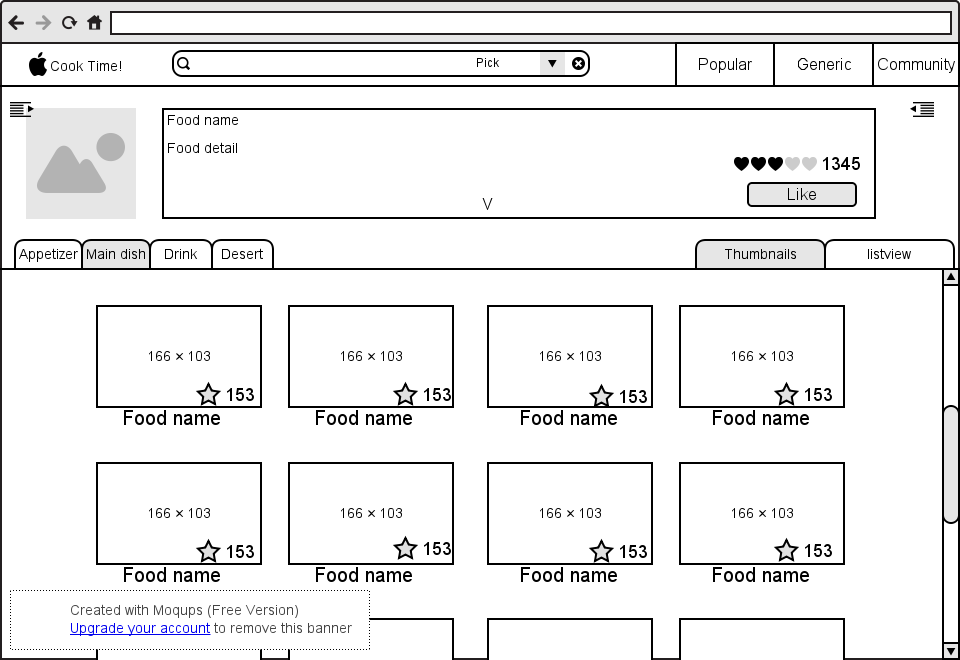 Cook Time!
Pick
Popular
Generic
Community
Food name
Food detail
1345
Like
V
Appetizer
Main dish
Drink
Desert
Thumbnails
listview
166 × 103
166 × 103
166 × 103
166 × 103
153
153
153
153
Food name
Food name
Food name
Food name
166 × 103
166 × 103
166 × 103
166 × 103
153
153
153
153
Food name
Food name
Food name
Food name
Created with Moqups (Free Version)
Upgrade your account to remove this banner